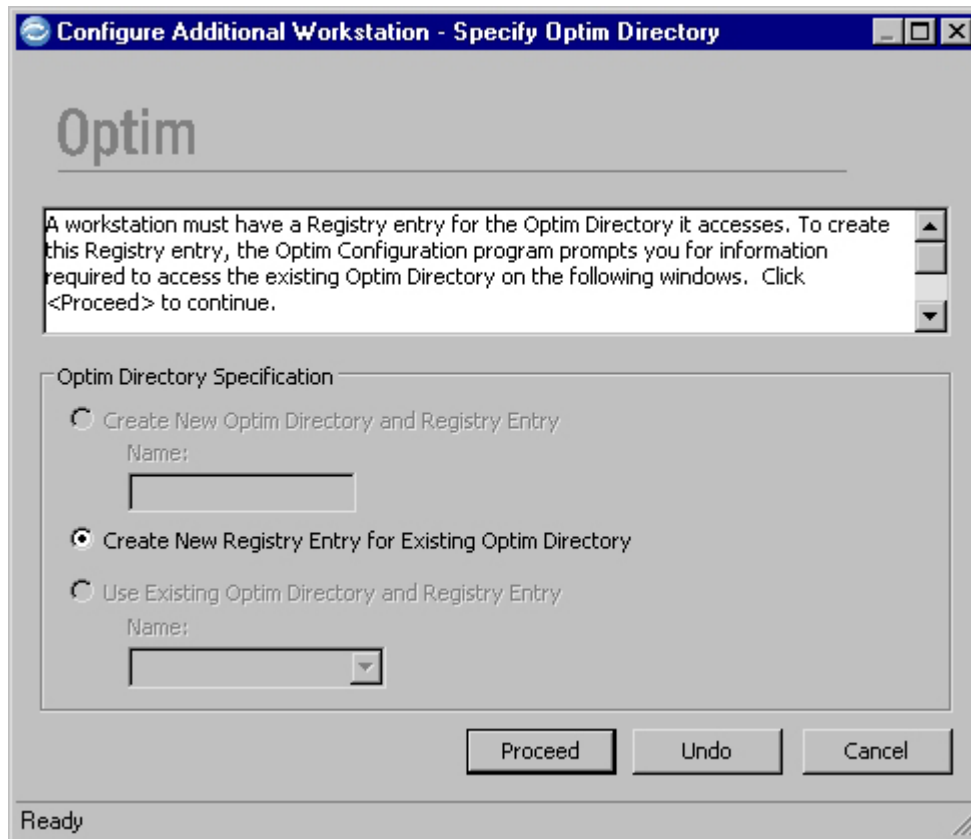 Configure Additional Workstation - Specify Optim Directory
Optim
A workstation must have a Registry entry for the Optim Directory it accesses. To create
this Registry entry, the Optim Configuration program prompts you for information
required to access the existing Optim Directory on the following windows.  Click
<Proceed> to continue.
Optim Directory Specification
Create New Optim Directory and Registry Entry
Name:
Create New Registry Entry for Existing Optim Directory
Use Existing Optim Directory and Registry Entry
Name:
Proceed Undo Cancel
Ready